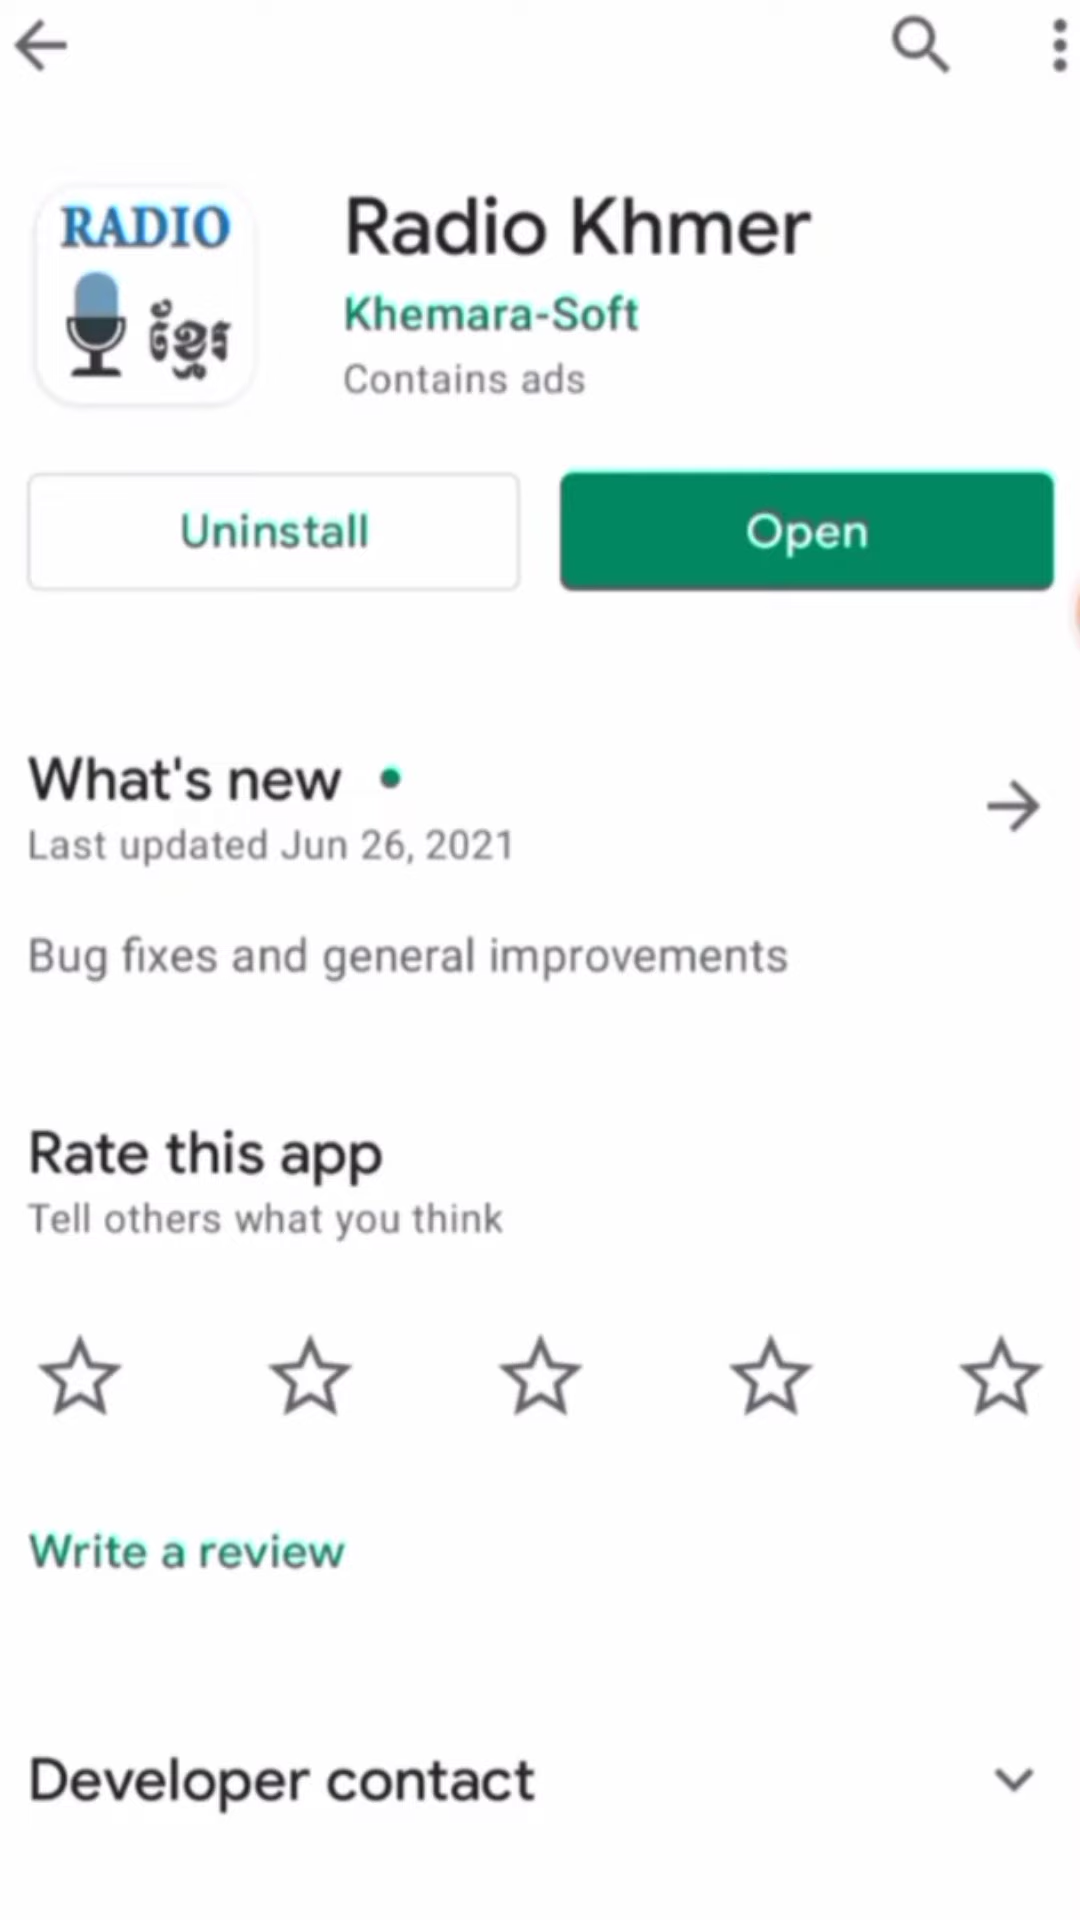 RADIO
ខ្មែរ
Radio Khmer
Khemara-Soft
Contains ads
Uninstall
Open
What's new
Last updated Jun 26, 2021
Bug fixes and general improvements
Rate this app
Tell others what you think
Write a review
Developer contact